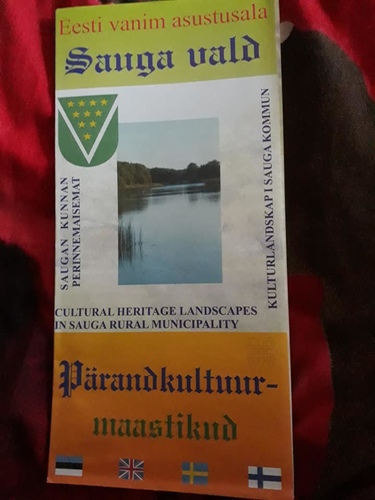 Eesti vanim asustusala
Sauga vald
SAUGAN KUNNAN
PERINNEMAISEMAT
KULTURLANDSKAP I SAUGA KOMMUN
CULTURAL HERITAGE LANDSCAPES
IN SAUGA RURAL MUNICIPALITY
Pärandkultuur-
maastikud